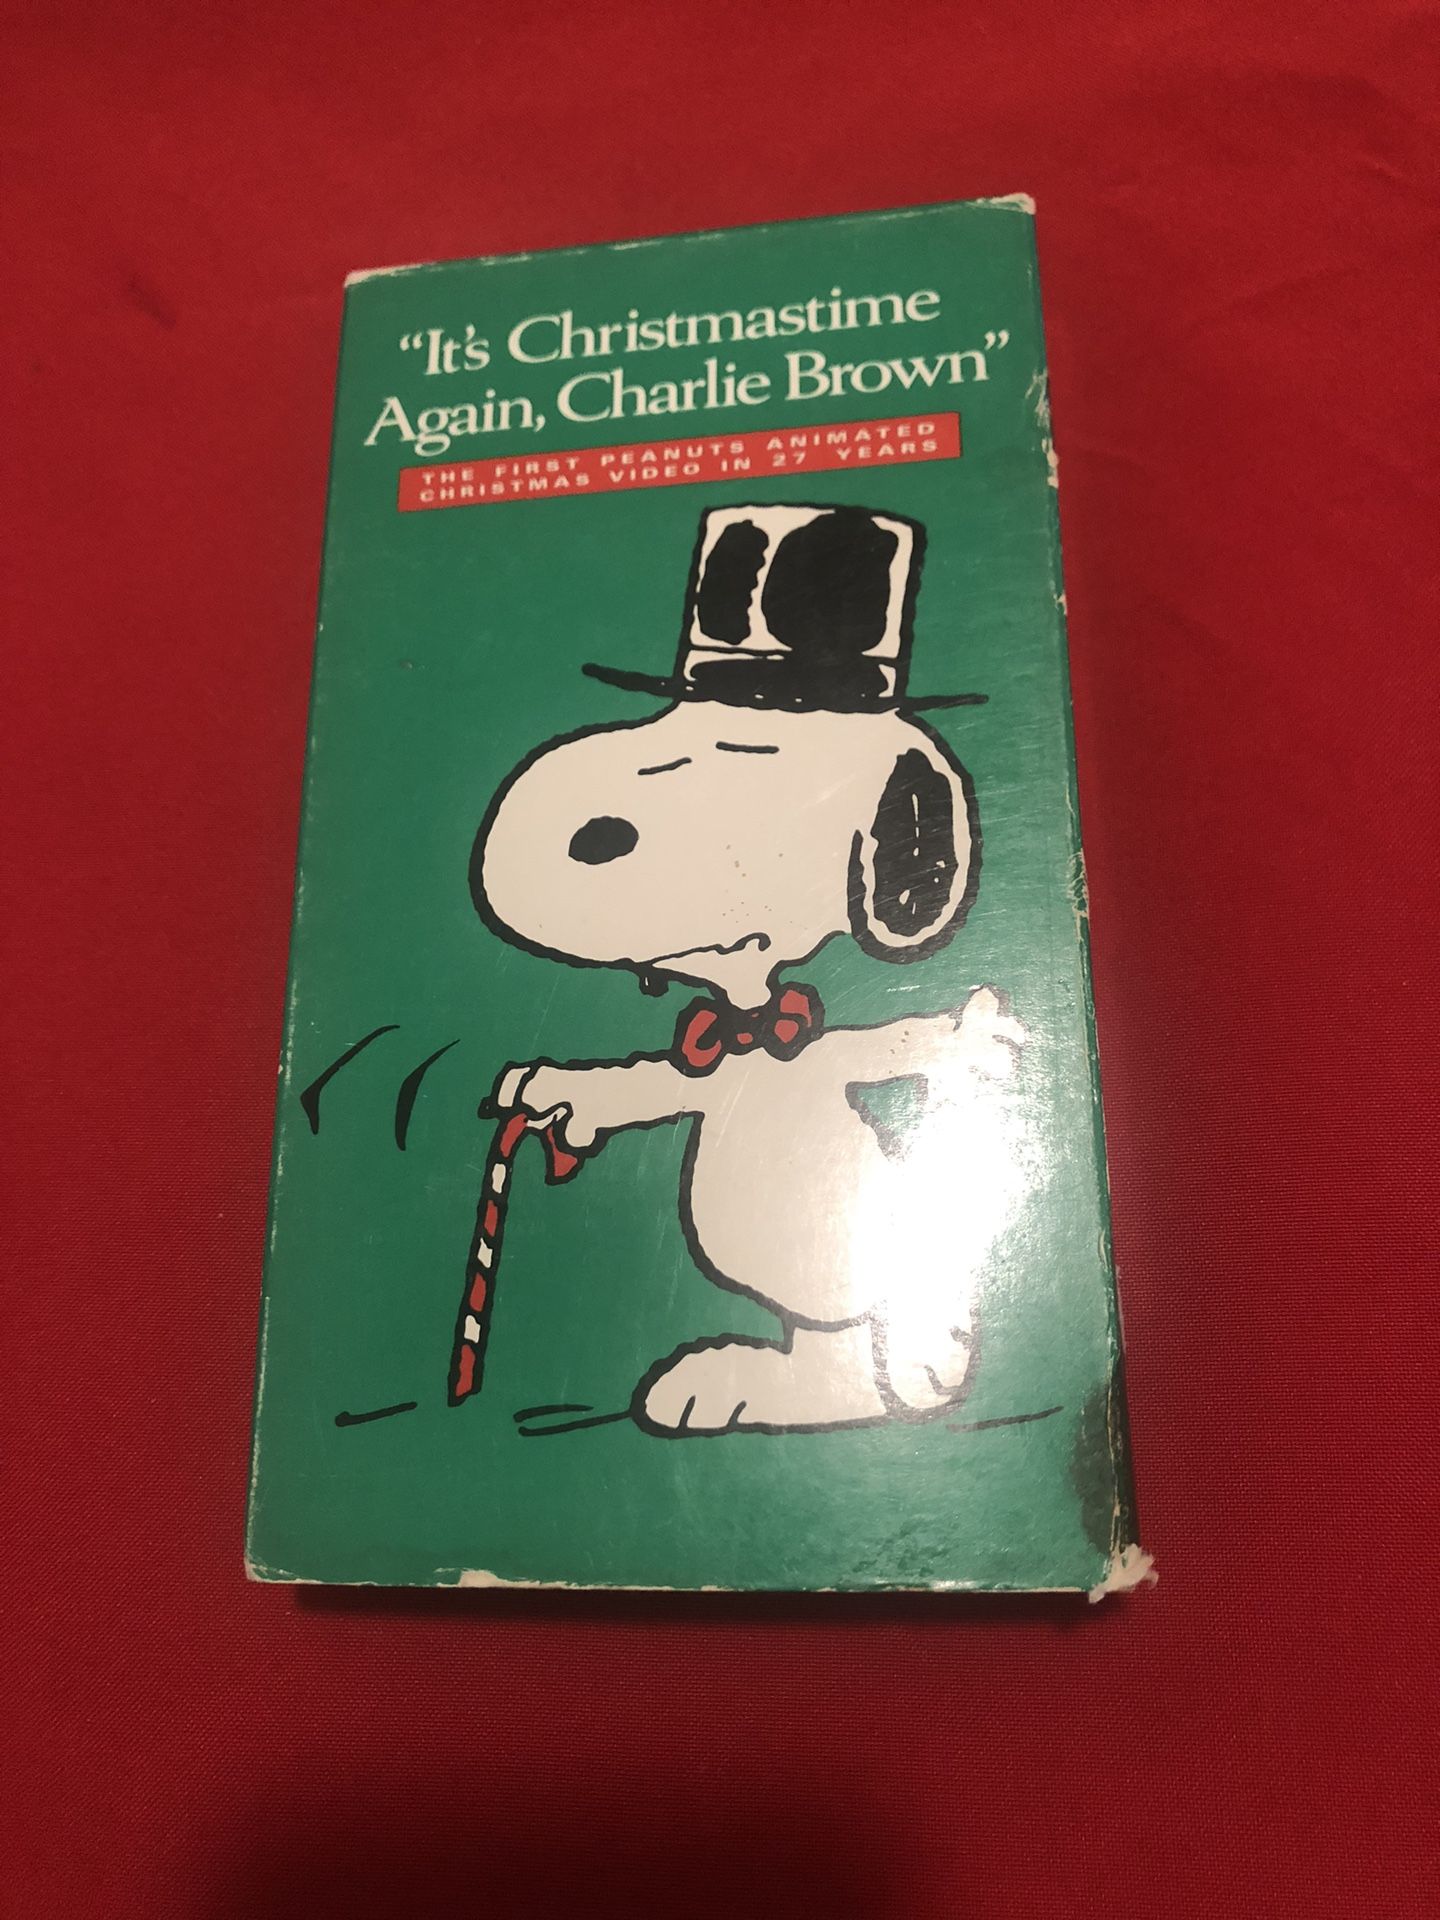 “It's Christmastime
Again, Charlie Brown”
THE FIRST PEANUTS ANIMATED
CHRISTMAS VIDEO IN 27 YEARS